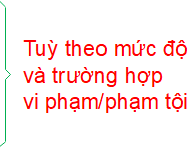 Tuỳ theo mức độ
và trường hợp
vi phạm/phạm tội